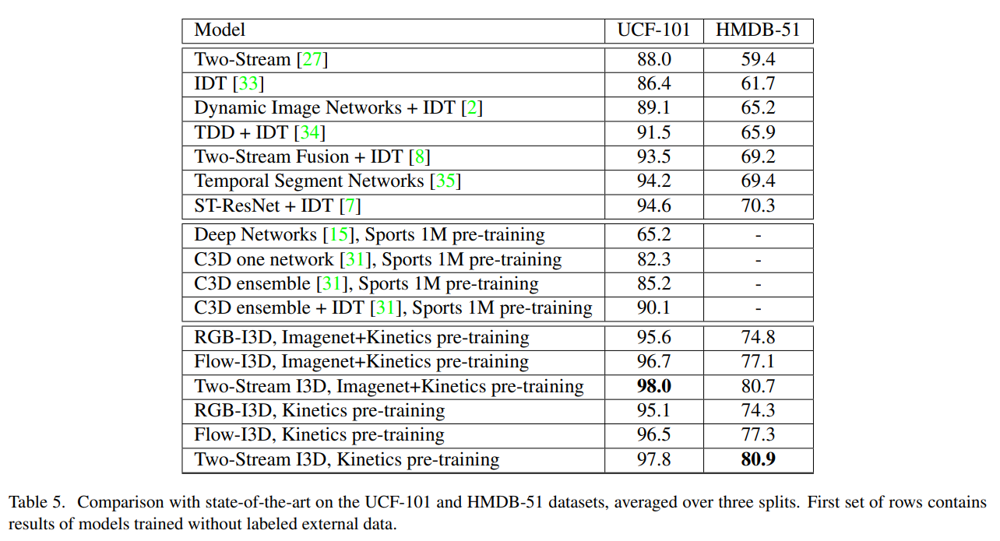 Model UCF-101 HMDB-51
Two-Stream [27] 88.0 59.4
IDT [33] 86.4 61.7
Dynamic Image Networks + IDT [2] 89.1 65.2
TDD + IDT [34] 91.5 65.9
Two-Stream Fusion + IDT [8] 93.5 69.2
Temporal Segment Networks [35] 94.2 69.4
ST-ResNet + IDT [7] 94.6 70.3
Deep Networks [15], Sports 1M pre-training 65.2 -
C3D one network [31], Sports 1M pre-training 82.3 -
C3D ensemble [31], Sports 1M pre-training 85.2 -
C3D ensemble + IDT [31], Sports 1M pre-training 90.1 -
RGB-I3D, Imagenet+Kinetics pre-training 95.6 74.8
Flow-I3D, Imagenet+Kinetics pre-training 96.7 77.1
Two-Stream I3D, Imagenet+Kinetics pre-training 98.0 80.7
RGB-I3D, Kinetics pre-training 95.1 74.3
Flow-I3D, Kinetics pre-training 96.5 77.3
Two-Stream I3D, Kinetics pre-training 97.8 80.9
Table 5. Comparison with state-of-the-art on the UCF-101 and HMDB-51 datasets, averaged over three splits. First set of rows contains
results of models trained without labeled external data.